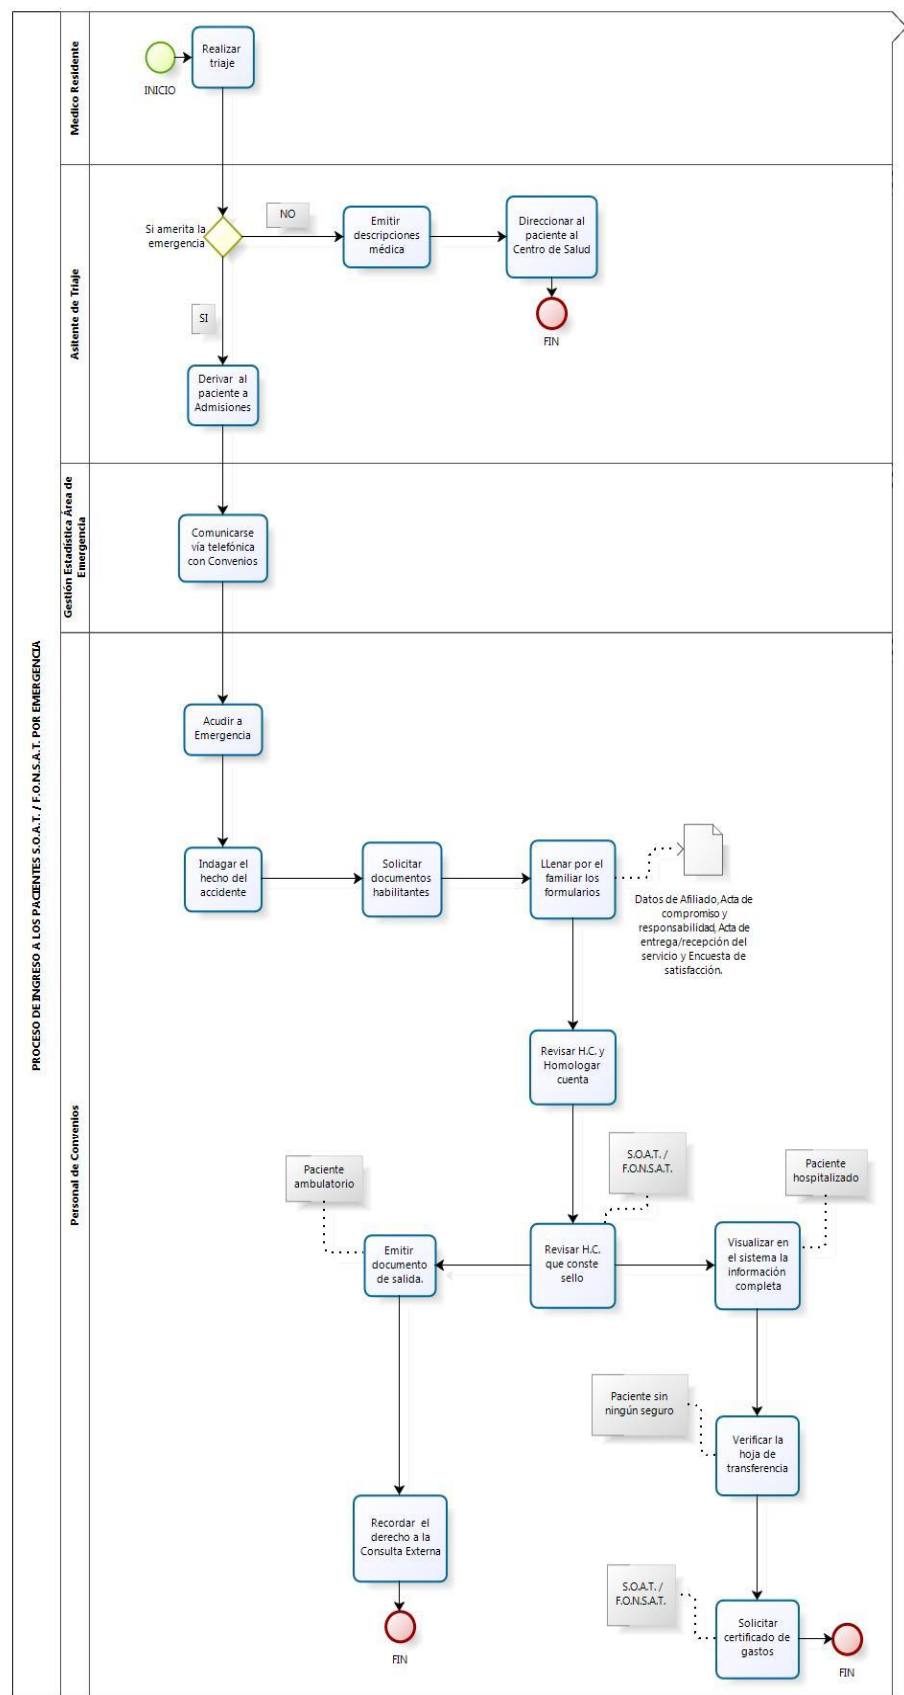 PROCESO DE INGRESO A LOS PACIENTES S.O.A.T. / F.O.N.S.A.T. POR EMERGENCIA
Medico Residente
Realizar
triaje
INICIO
Asitente de Triaje
Si amerita la
emergencia
NO
Emitir
descripciones
médica
Direccionar al
paciente al
Centro de Salud
FIN
SI
Derivar al
paciente a
Admisiones
Gestión Estadística Área de
Emergencia
Comunicarse
vía telefónica
con Convenios
Personal de Convenios
Acudir a
Emergencia
Indagar el
hecho del
accidente
Solicitar
documentos
habilitantes
LLenar por el
familiar los
formularios
Datos de Afiliado, Acta de
compromiso y
responsabilidad, Acta de
entrega/recepción del
servicio y Encuesta de
satisfacción.
Revisar H.C. y
Homologar
cuenta
S.O.A.T. /
F.O.N.S.A.T.
Paciente
ambulatorio
Paciente
hospitalizado
Emitir
documento
de salida.
Revisar H.C.
que conste
sello
Visualizar en
el sistema la
información
completa
Paciente sin
ningún seguro
Verificar la
hoja de
transferencia
Recordar el
derecho a la
Consulta Externa
FIN
S.O.A.T. /
F.O.N.S.A.T.
Solicitar
certificado de
gastos
FIN